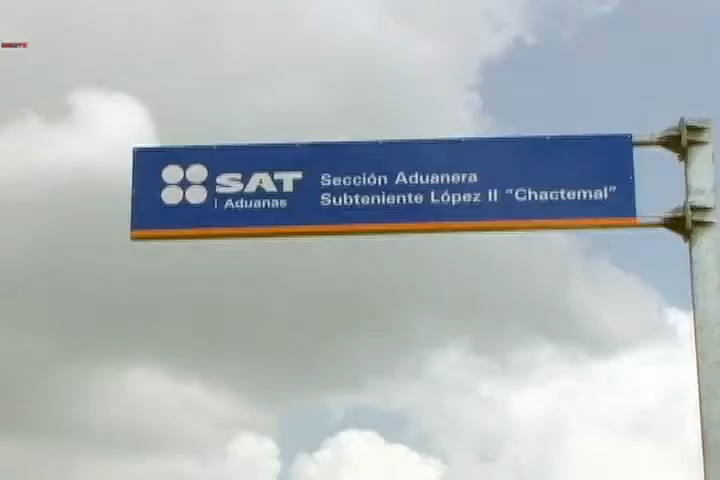 SAT
Aduanas
Sección Aduanera
Subteniente López II "Chactemal"